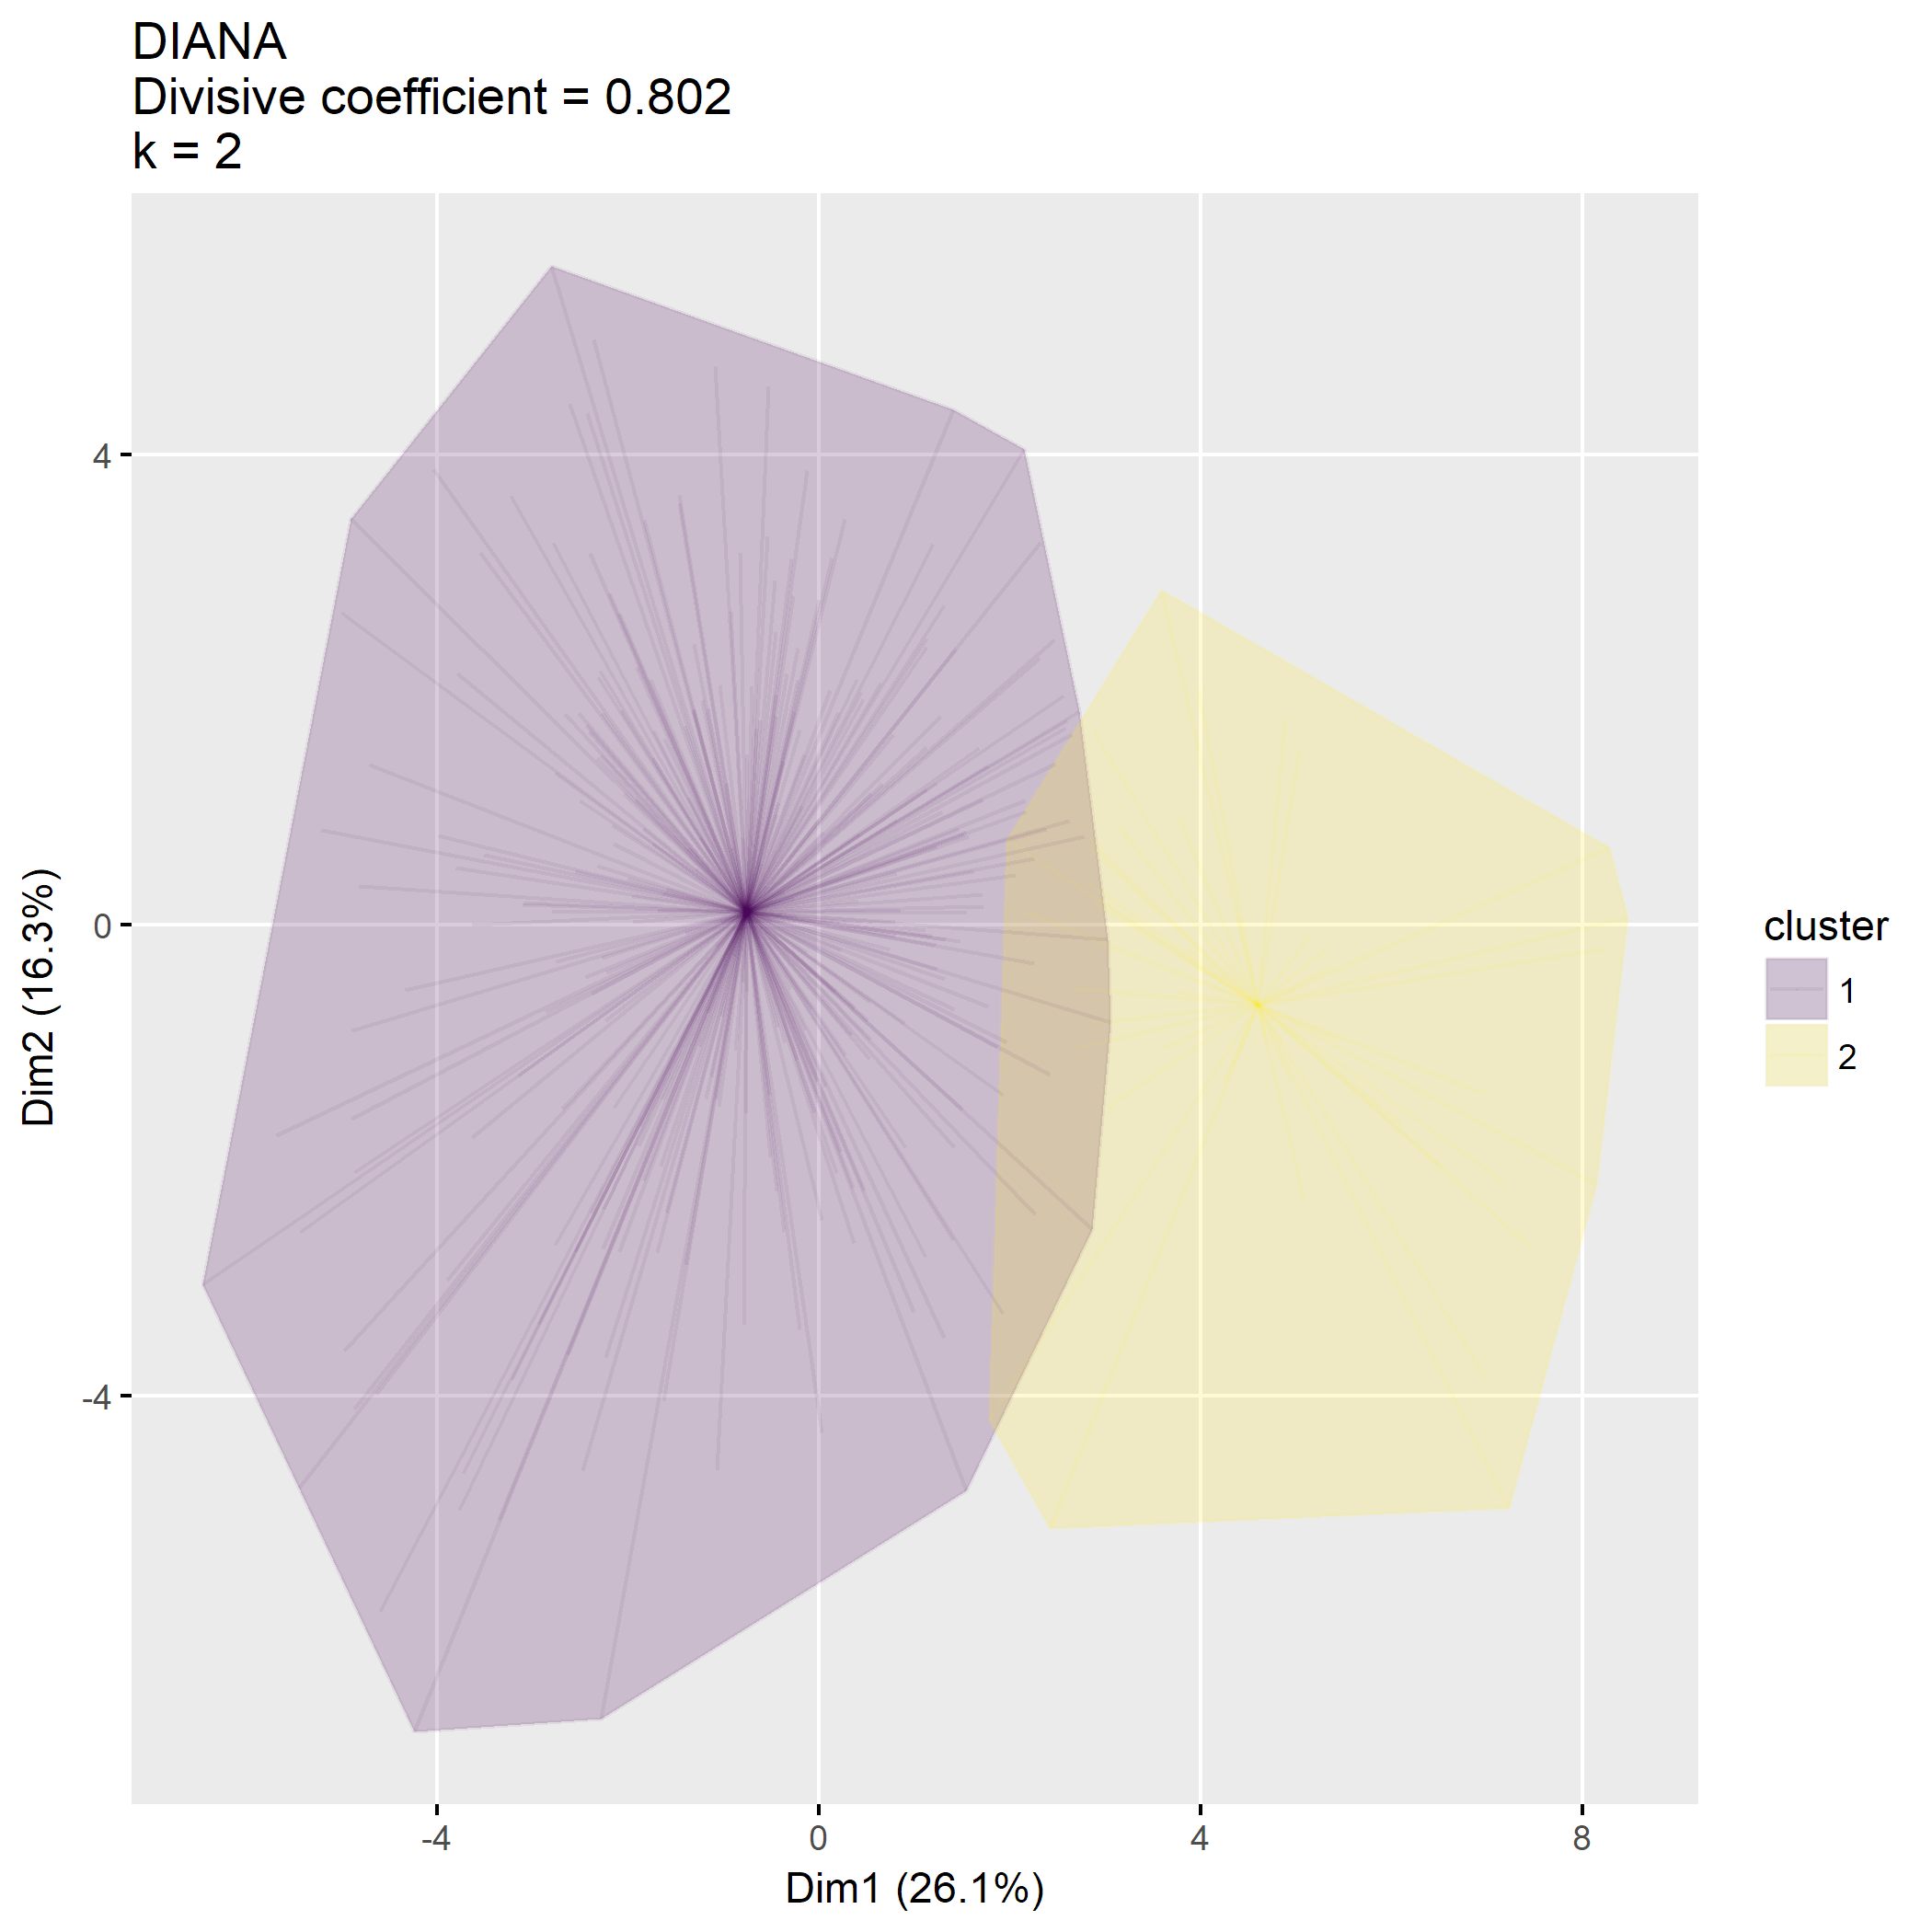 DIANA
Divisive coefficient = 0.802
k = 2
4
0
-4
Dim2 (16.3%)
-4 0 4 8
Dim1 (26.1%)
cluster
1
2